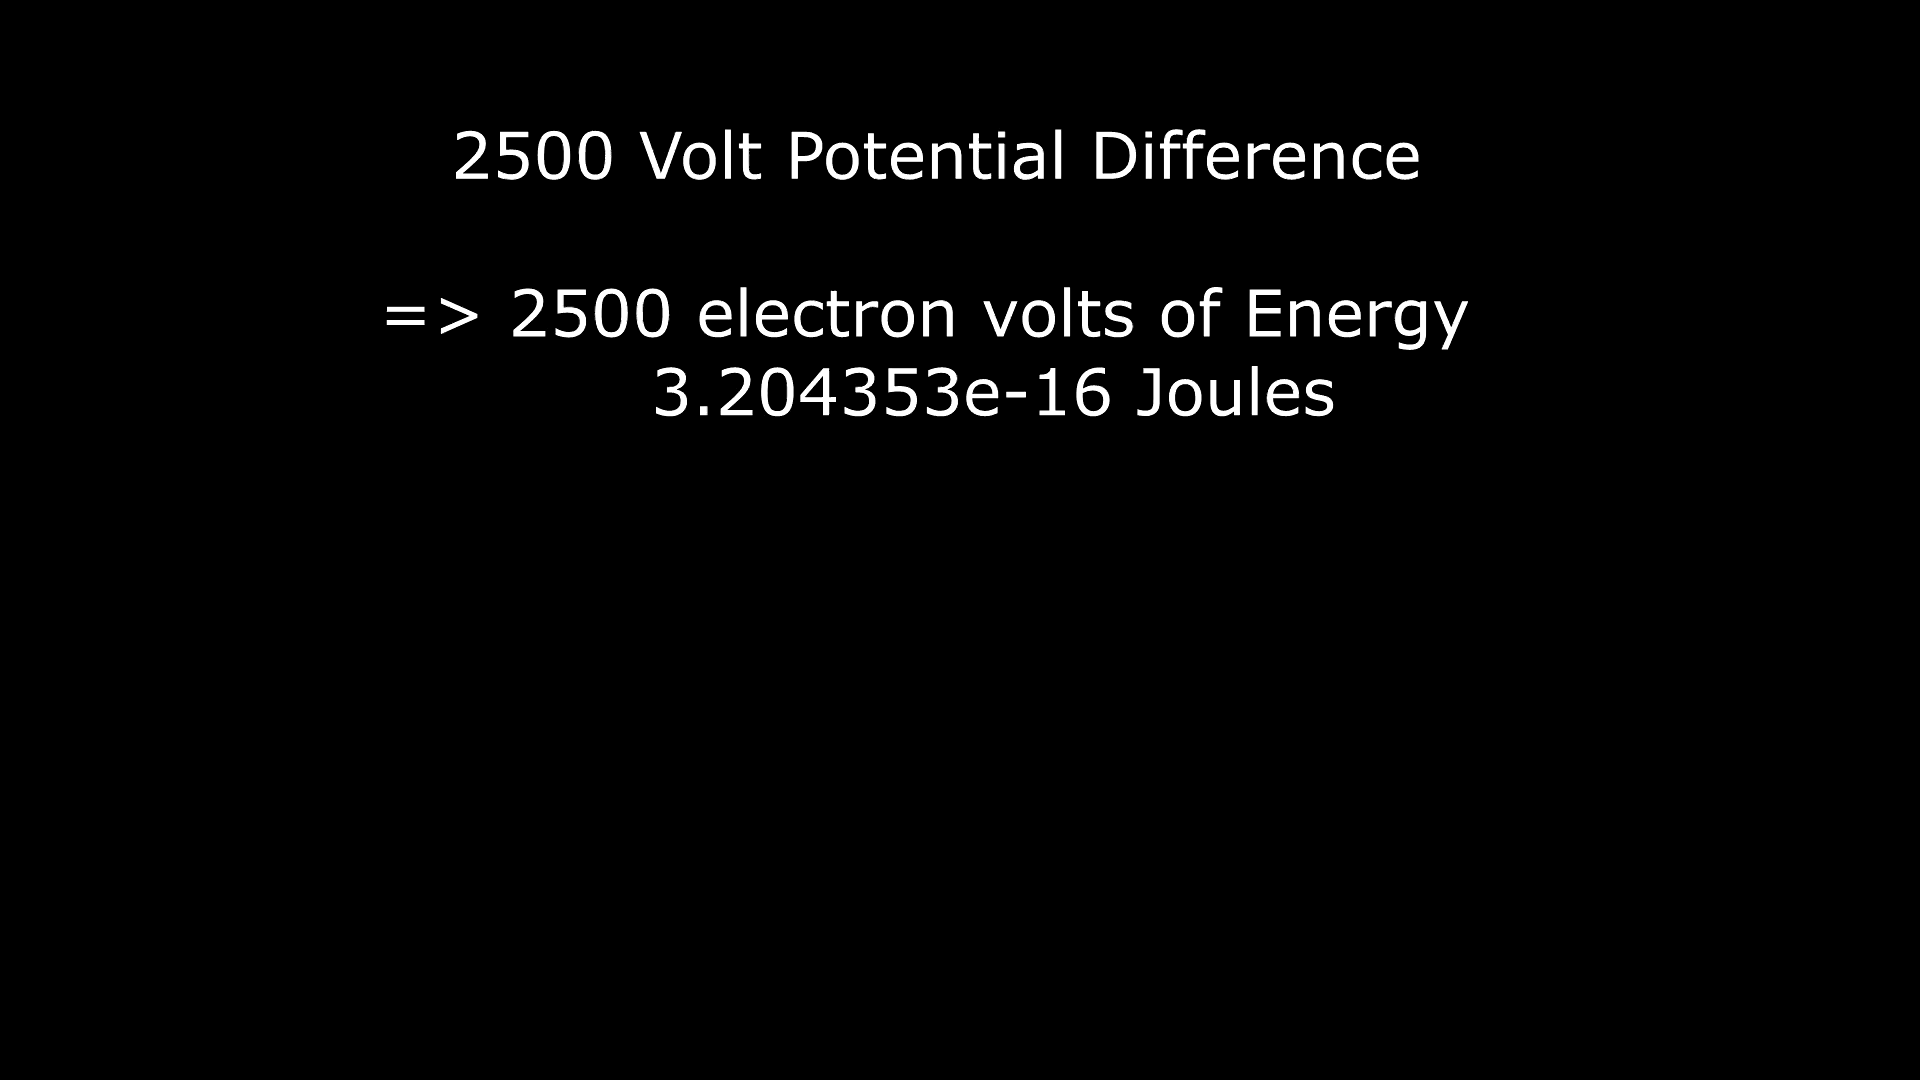 2500 Volt Potential Difference
=> 2500 electron volts of Energy
3.204353e-16 Joules